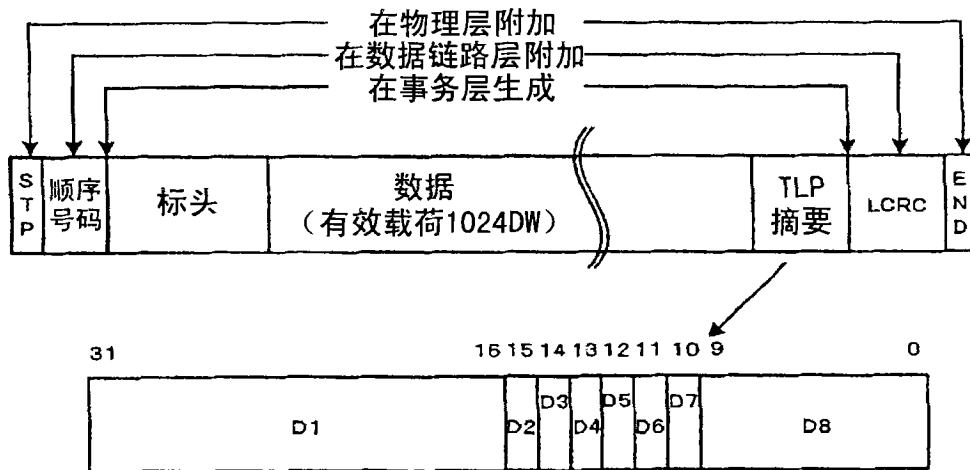 在物理层附加
在数据链路层附加
在事务层生成
STP
顺序号码
标头
数据
(有效载荷1024DW)
TLP
摘要
LCRC
END
31 16 15 14 13 12 11 10 9 0
D1 D2 D3 D4 D5 D6 D7 D8